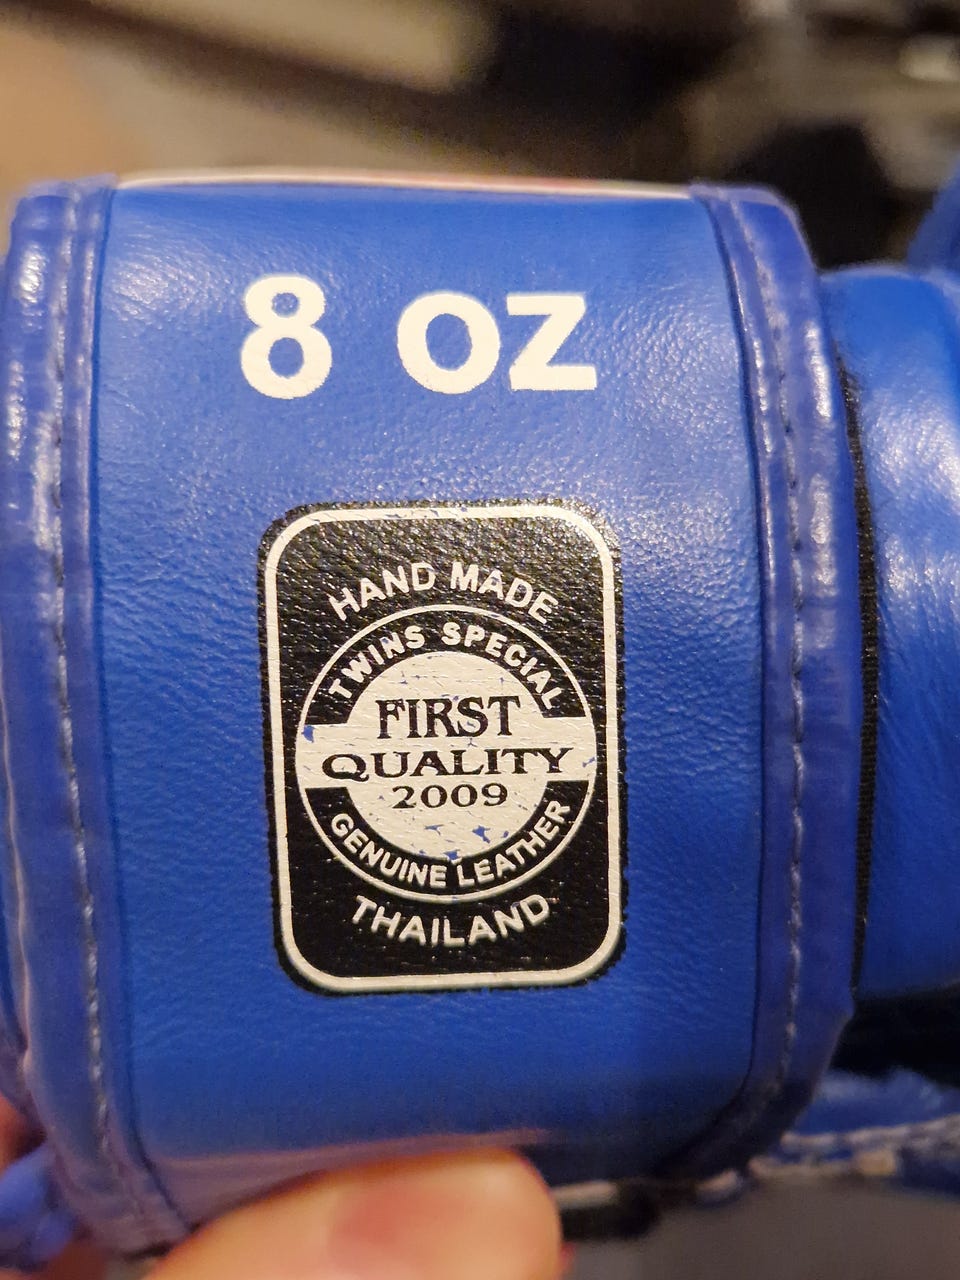 8 OZ
HAND MADE
TWINS SPECIAL
FIRST
QUALITY
2009
GENUINE LEATHER
THAILAND